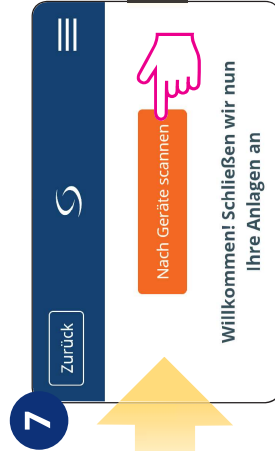 7
Zurück
Nach Geräte scannen
Willkommen! Schließen wir nun
Ihre Anlagen an